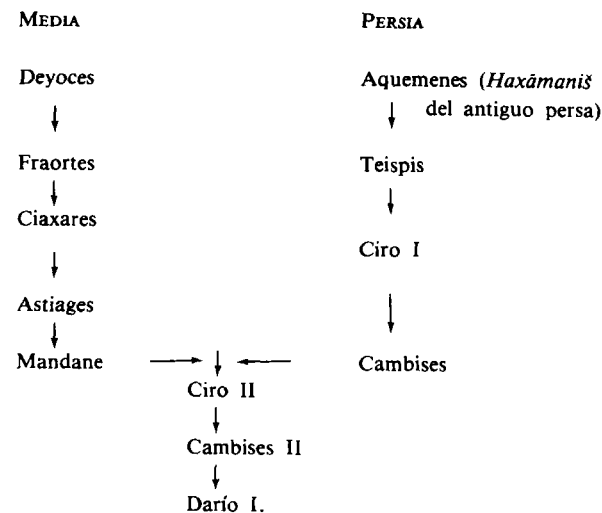 MEDIA
Deyoces
Fraortes
Ciaxares
Astiages
Mandane
PERSIA
Aquemenes (Haxāmaniš
del antiguo persa)
Teispis
Ciro I
Cambises
Ciro II
Cambises II
Darío I.